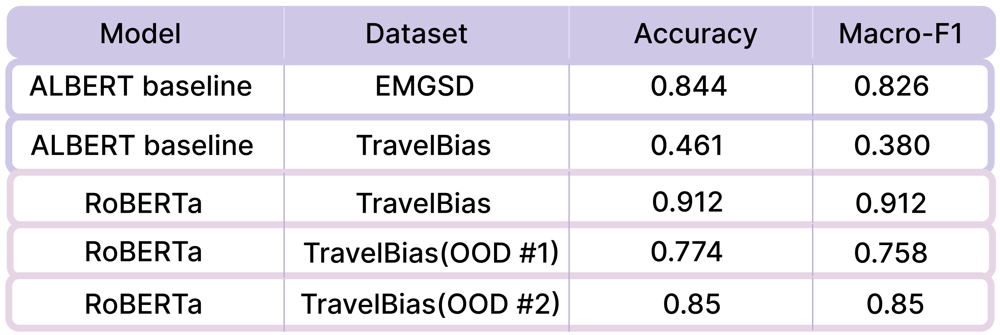 Model Dataset Accuracy Macro-F1
ALBERT baseline EMGSD 0.844 0.826
ALBERT baseline TravelBias 0.461 0.380
RoBERTa TravelBias 0.912 0.912
RoBERTa TravelBias(OOD #1) 0.774 0.758
RoBERTa TravelBias(OOD #2) 0.85 0.85